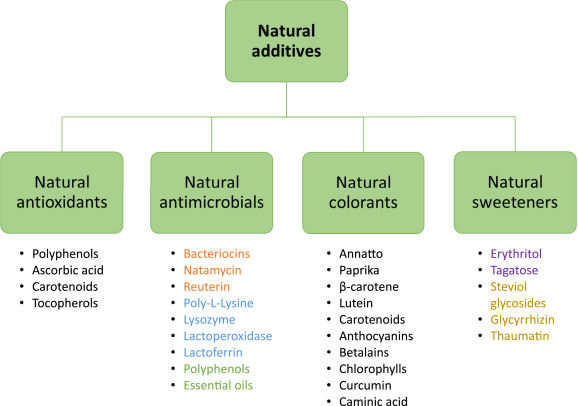 Natural
additives
Natural
antioxidants
Natural
antimicrobials
Natural
colorants
Natural
sweeteners
• Polyphenols
• Ascorbic acid
• Carotenoids
• Tocopherols
• Bacteriocins
• Natamycin
• Reuterin
• Poly-L-Lysine
• Lysozyme
• Lactoperoxidase
• Lactoferrin
• Polyphenols
• Essential oils
• Annatto
• Paprika
• β-carotene
• Lutein
• Carotenoids
• Anthocyanins
• Betalains
• Chlorophylls
• Curcumin
• Caminic acid
• Erythritol
• Tagatose
• Steviol
glycosides
• Glycyrrhizin
• Thaumatin